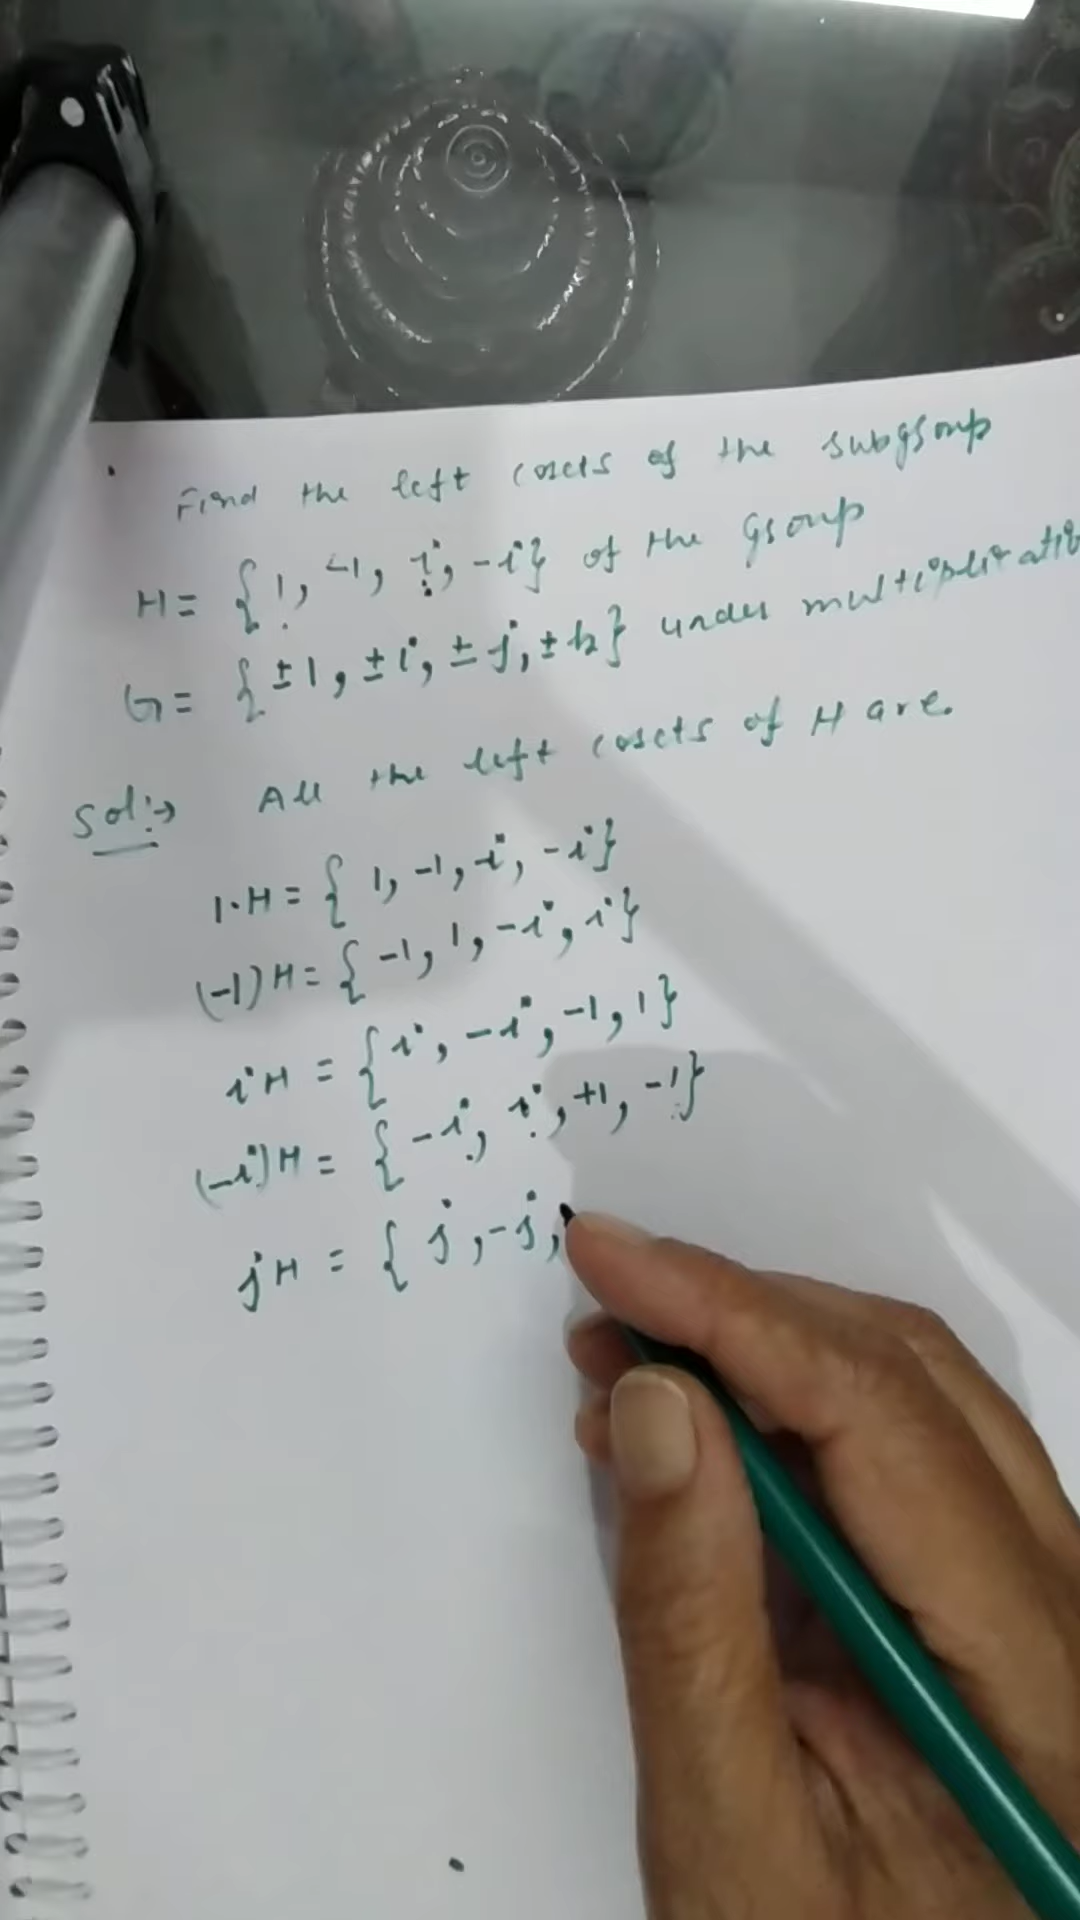 Find the left cosets of the subgroup
H = {1, -1, i, -i} of the group
G = {±1, ±i, ±j, ±k} under multiplicatio
Sol:→ All the left cosets of H are.
1·H = {1, -1, i, -i}
(-1)H = {-1, 1, -i, i}
iH = {i, -i, -1, 1}
(-i)H = {-i, i, +1, -1}
jH = {j, -j,